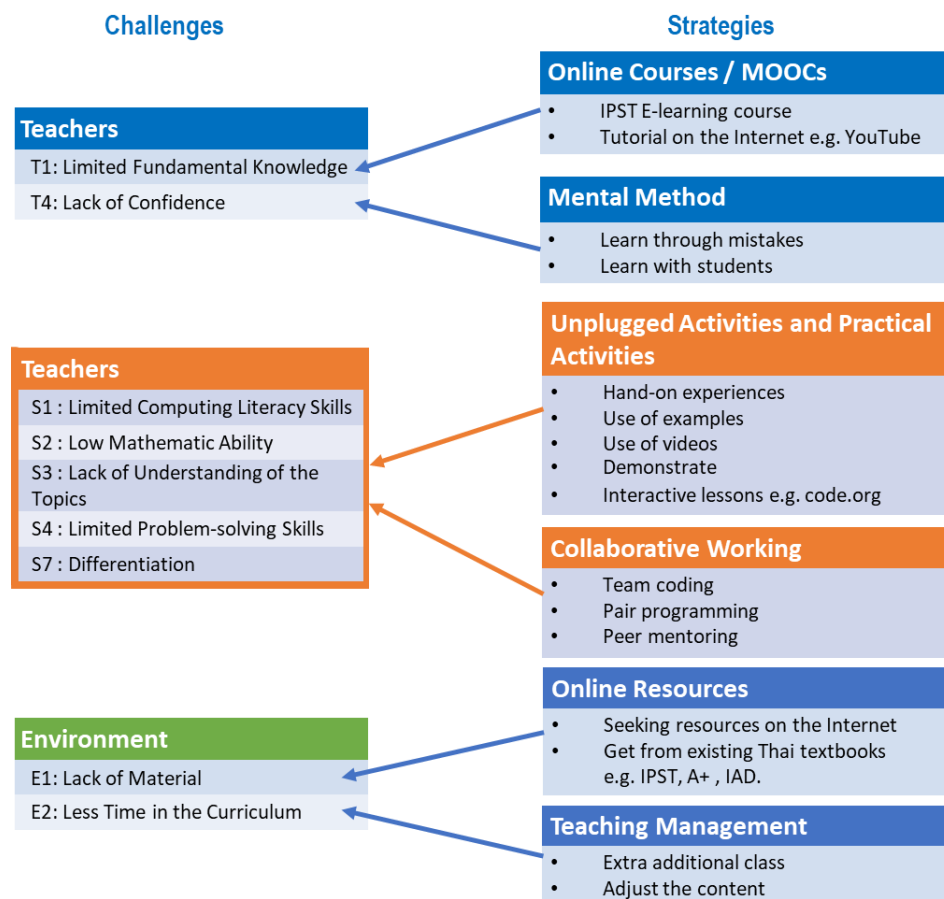 Challenges
Strategies
Teachers
T1: Limited Fundamental Knowledge
T4: Lack of Confidence
Online Courses / MOOCs
• IPST E-learning course
• Tutorial on the Internet e.g. YouTube
Mental Method
• Learn through mistakes
• Learn with students
Teachers
S1 : Limited Computing Literacy Skills
S2 : Low Mathematic Ability
S3 : Lack of Understanding of the
Topics
S4 : Limited Problem-solving Skills
S7 : Differentiation
Unplugged Activities and Practical
Activities
• Hand-on experiences
• Use of examples
• Use of videos
• Demonstrate
• Interactive lessons e.g. code.org
Collaborative Working
• Team coding
• Pair programming
• Peer mentoring
Environment
E1: Lack of Material
E2: Less Time in the Curriculum
Online Resources
• Seeking resources on the Internet
• Get from existing Thai textbooks
e.g. IPST, A+ , IAD.
Teaching Management
• Extra additional class
• Adjust the content